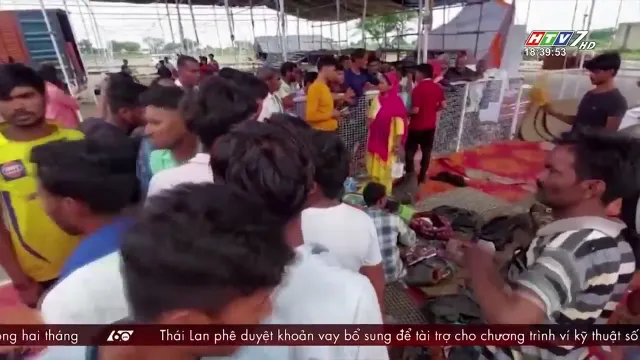 HTV7 HD
18:39:53
ong hai tháng 60 Thái Lan phê duyệt khoản vay bổ sung để tài trợ cho chương trình ví kỹ thuật số